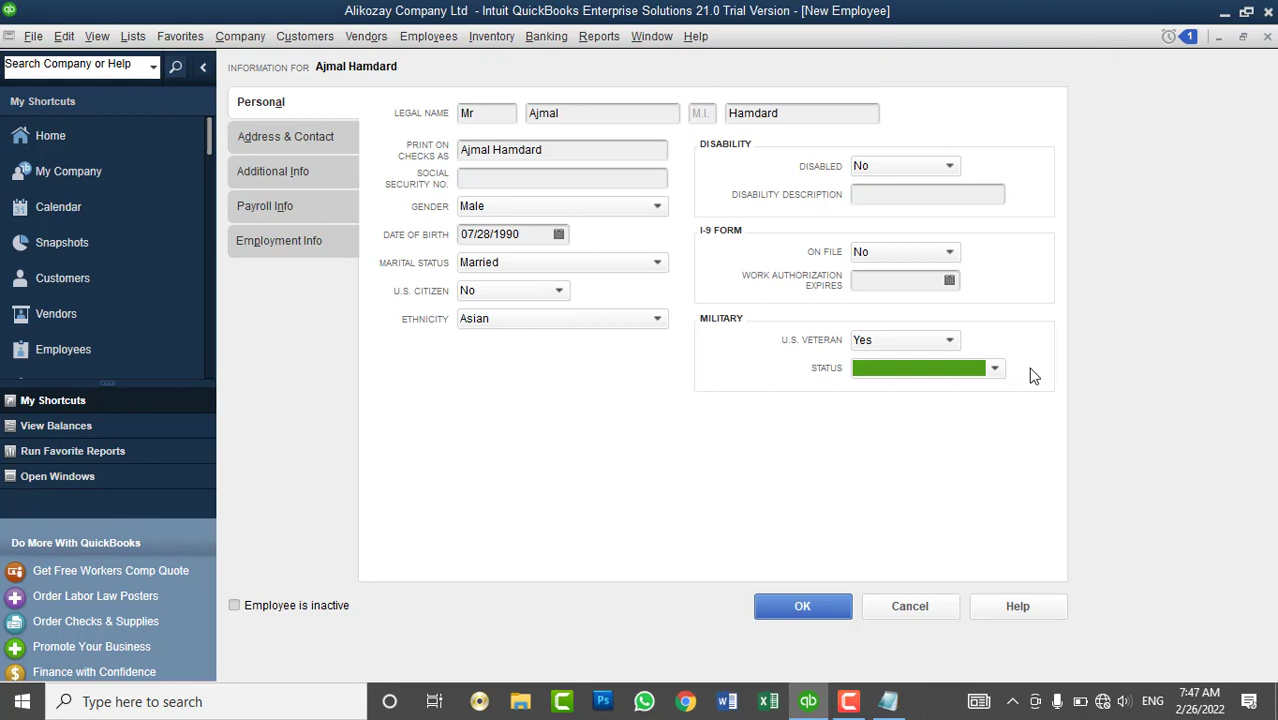 Alikozay Company Ltd - Intuit QuickBooks Enterprise Solutions 21.0 Trial Version - [New Employee]
File Edit View Lists Favorites Company Customers Vendors Employees Inventory Banking Reports Window Help 1
Search Company or Help
My Shortcuts
Home
My Company
Calendar
Snapshots
Customers
Vendors
Employees
My Shortcuts
View Balances
Run Favorite Reports
Open Windows
Do More With QuickBooks
Get Free Workers Comp Quote
Order Labor Law Posters
Order Checks & Supplies
Promote Your Business
Finance with Confidence
INFORMATION FOR Ajmal Hamdard
Personal
Address & Contact
Additional Info
Payroll Info
Employment Info
LEGAL NAME Mr Ajmal M.I. Hamdard
PRINT ON
CHECKS AS Ajmal Hamdard
SOCIAL
SECURITY NO.
GENDER Male
DATE OF BIRTH 07/28/1990
MARITAL STATUS Married
U.S. CITIZEN No
ETHNICITY Asian
DISABILITY
DISABLED No
DISABILITY DESCRIPTION
I-9 FORM
ON FILE No
WORK AUTHORIZATION
EXPIRES
MILITARY
U.S. VETERAN Yes
STATUS
Employee is inactive
OK Cancel Help
Type here to search
Ps
qb
ENG
7:47 AM
2/26/2022